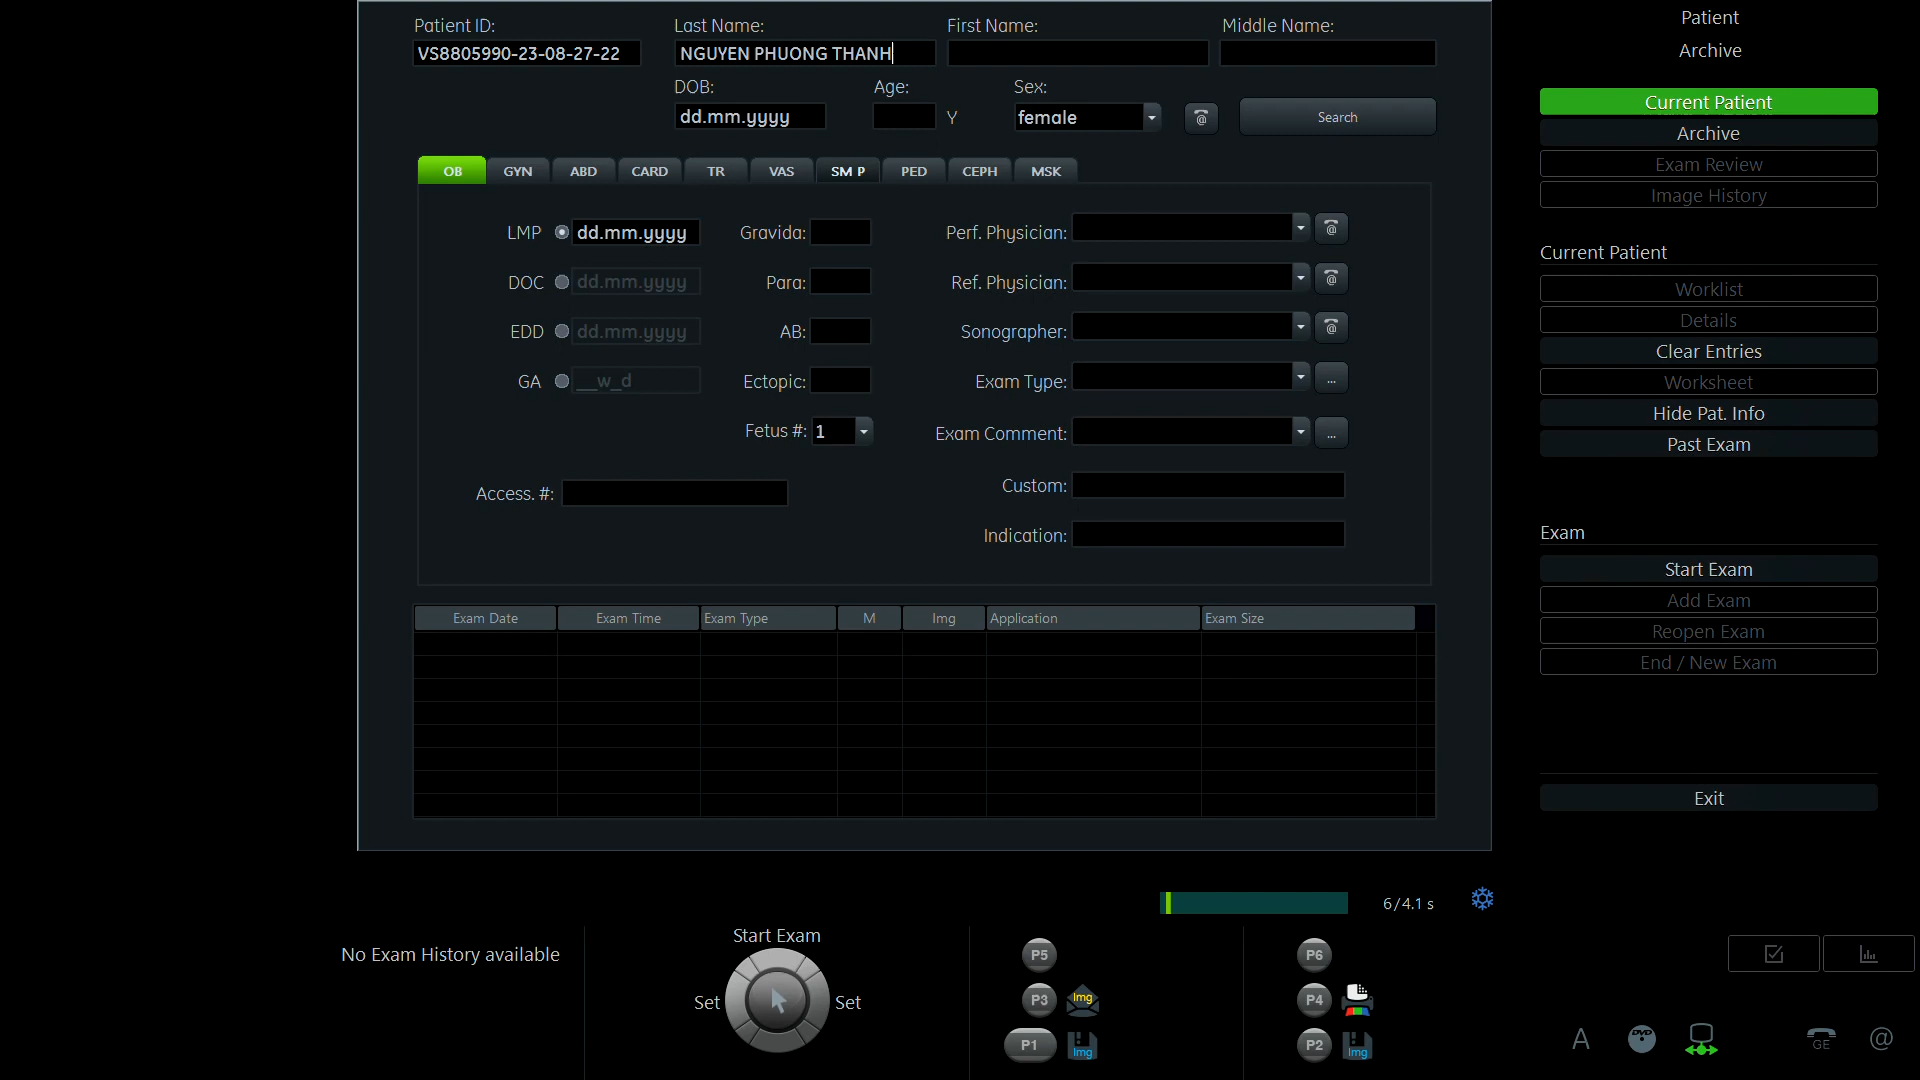 Patient ID: Last Name: First Name: Middle Name:
VS8805990-23-08-27-22 NGUYEN PHUONG THANH
DOB: Age: Sex:
dd.mm.yyyy Y female @ Search
OB GYN ABD CARD TR VAS SM P PED CEPH MSK
LMP dd.mm.yyyy Gravida: Perf. Physician: @
DOC dd.mm.yyyy Para: Ref. Physician: @
EDD dd.mm.yyyy AB: Sonographer: @
GA __w_d Ectopic: Exam Type: ...
Fetus #: 1 Exam Comment: ...
Access. #: Custom:
Indication:
Exam Date Exam Time Exam Type M Img Application Exam Size
Patient
Archive
Current Patient
Archive
Exam Review
Image History
Current Patient
Worklist
Details
Clear Entries
Worksheet
Hide Pat. Info
Past Exam
Exam
Start Exam
Add Exam
Reopen Exam
End / New Exam
Exit
6/4.1 s
No Exam History available
Start Exam
Set Set
P5 P6
P3 Img P4
P1 Img P2 Img
A DVD GE @